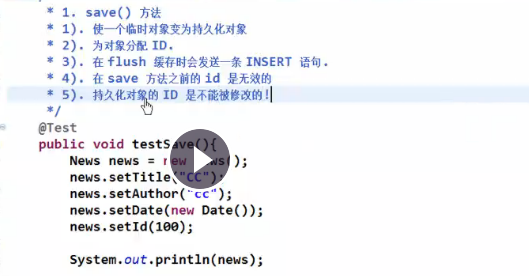 * 1. save() 方法
* 1). 使一个临时对象变为持久化对象
* 2). 为对象分配 ID.
* 3). 在 flush 缓存时会发送一条 INSERT 语句.
* 4). 在 save 方法之前的 id 是无效的
* 5). 持久化对象的 ID 是不能被修改的!
*/
@Test
public void testSave(){
News news = new
news.setTitle("CC");
news.setAuthor("cc");
news.setDate(new Date());
news.setId(100);
System.out.println(news);